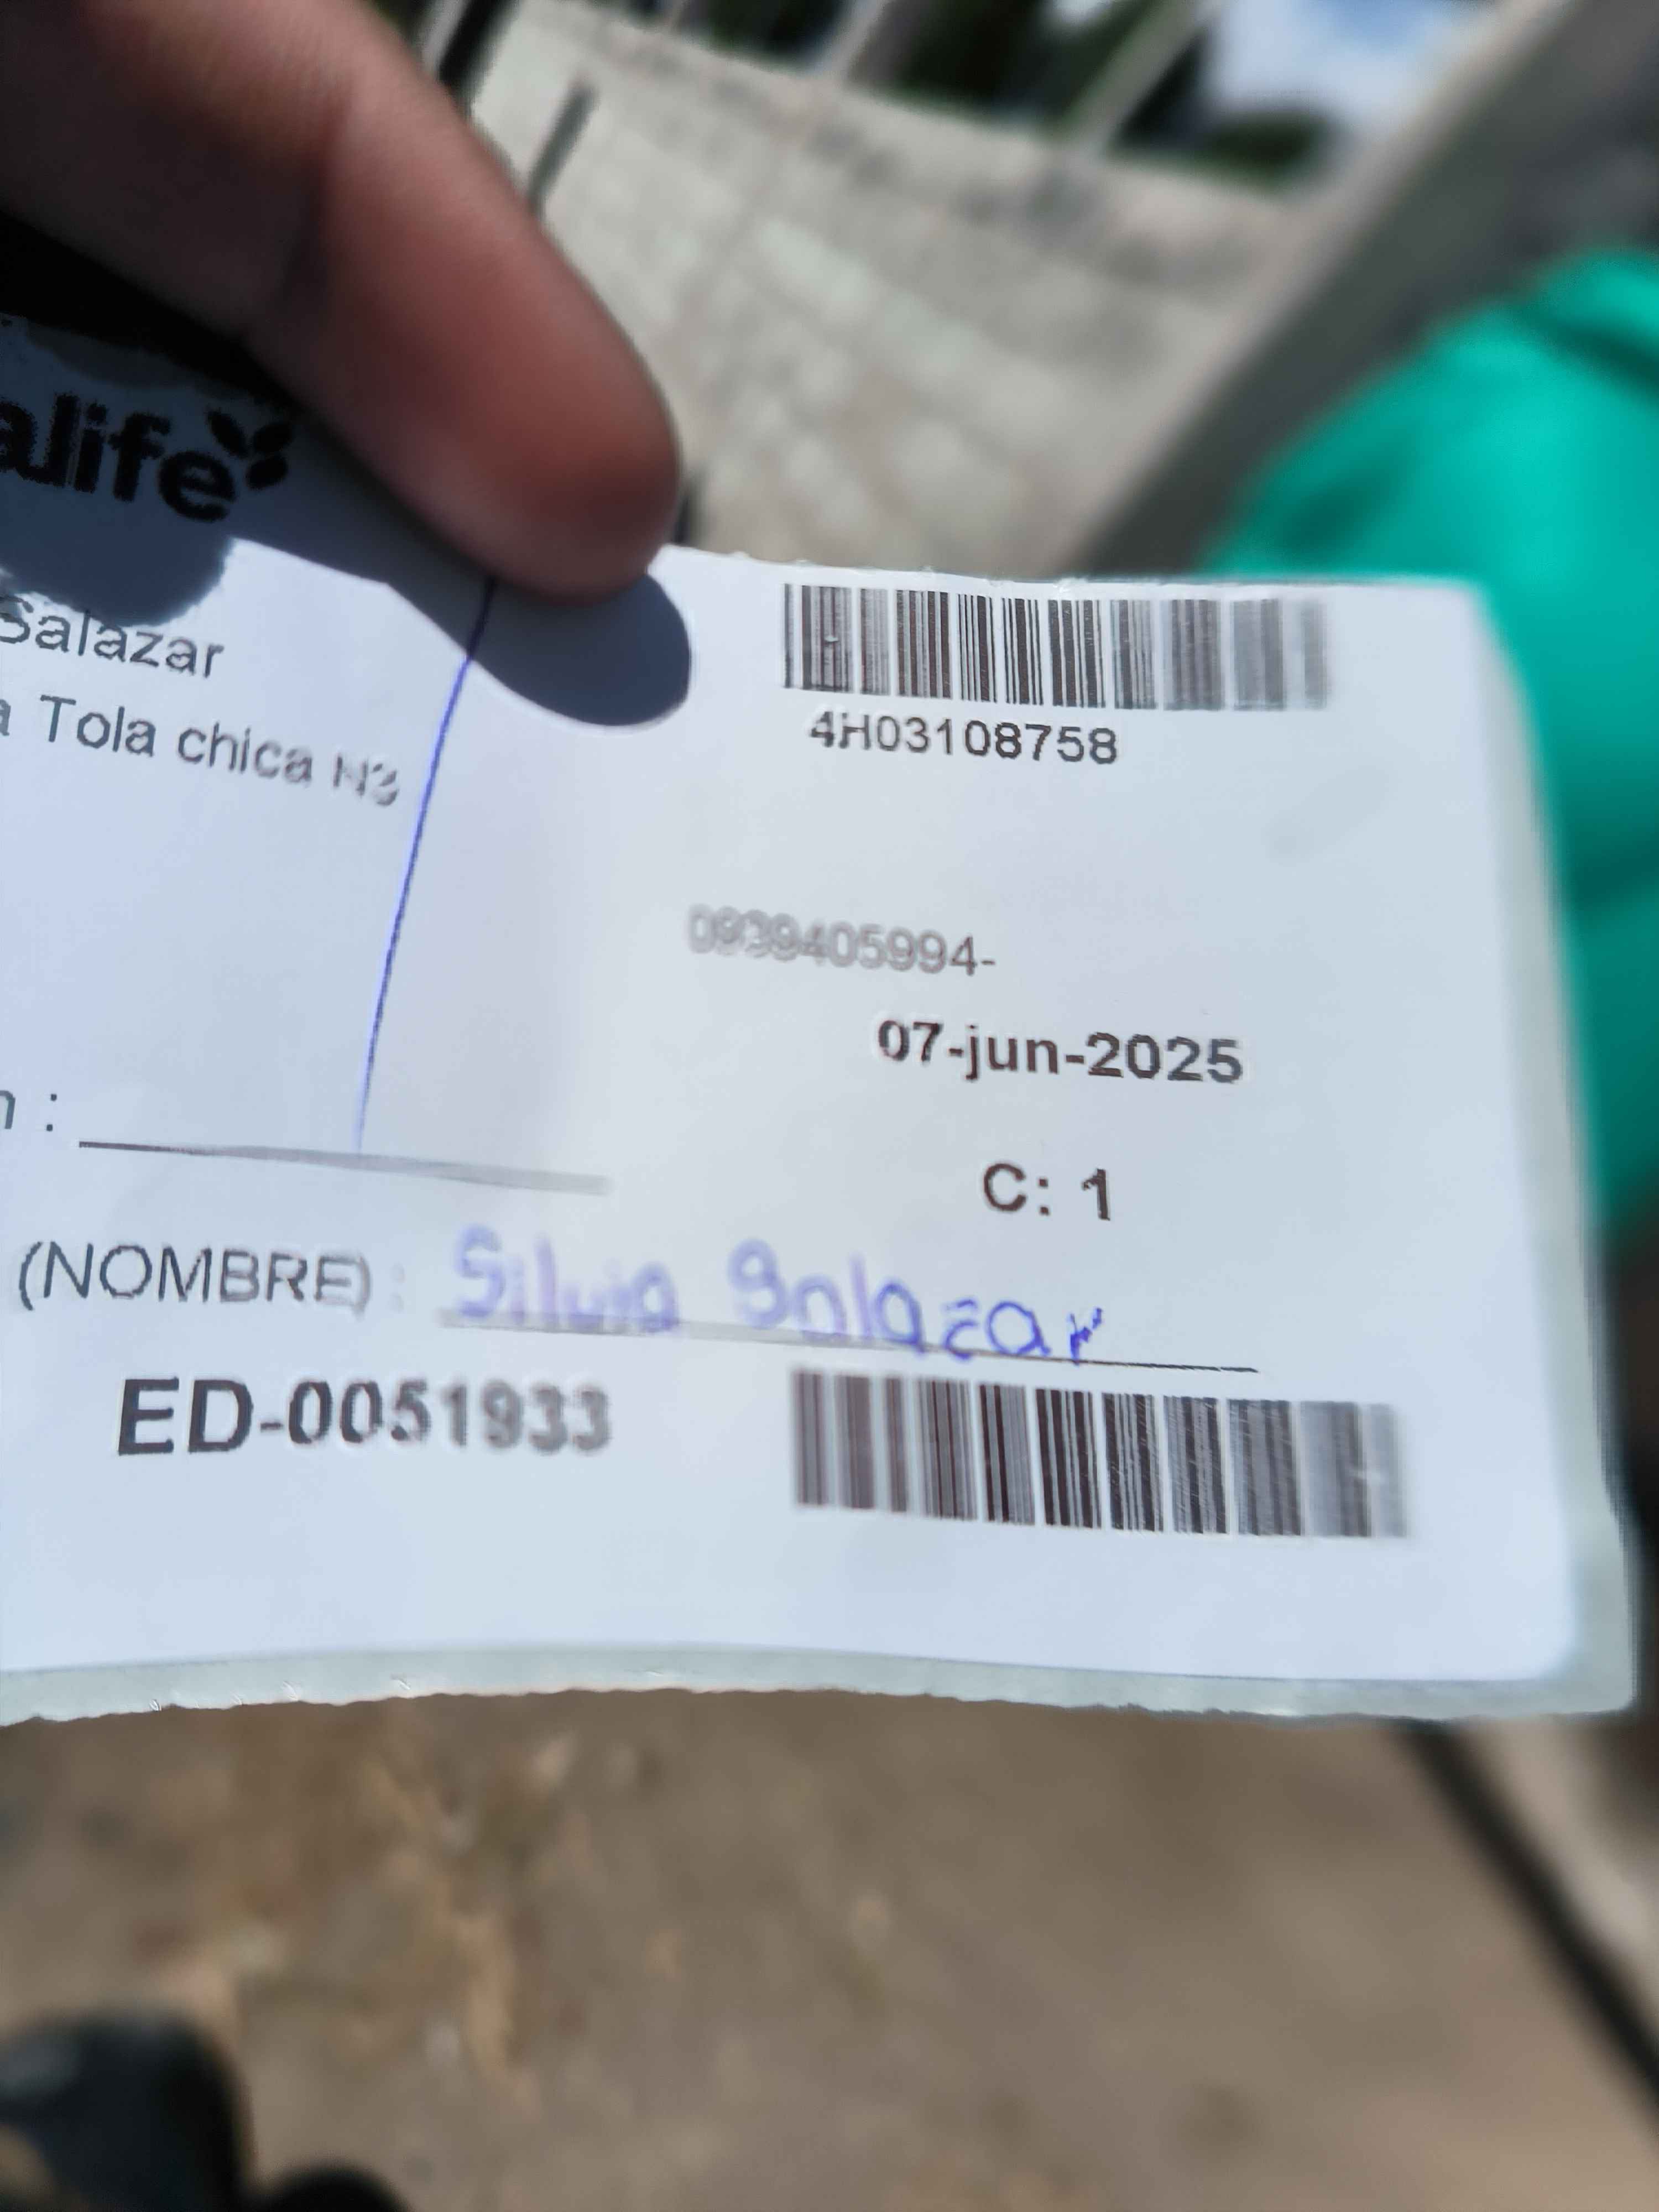 alife
Salazar
4H03108758
a Tola chica N3
0939405994-
07-jun-2025
n :
C: 1
(NOMBRE) : Silvia Salazar
ED-0051933